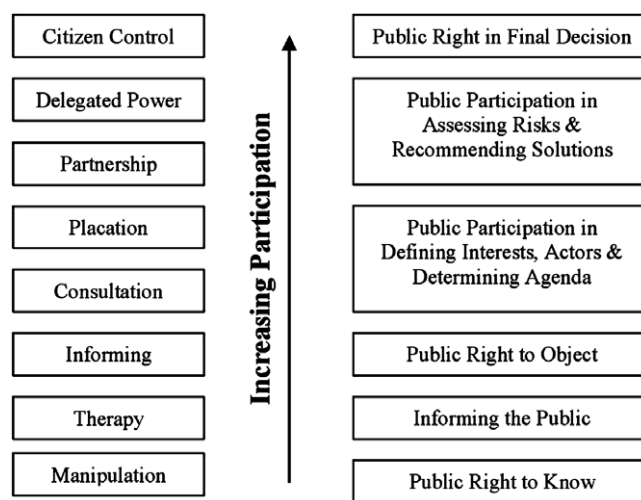 Citizen Control
Delegated Power
Partnership
Placation
Consultation
Informing
Therapy
Manipulation
Increasing Participation
Public Right in Final Decision
Public Participation in
Assessing Risks &
Recommending Solutions
Public Participation in
Defining Interests, Actors &
Determining Agenda
Public Right to Object
Informing the Public
Public Right to Know